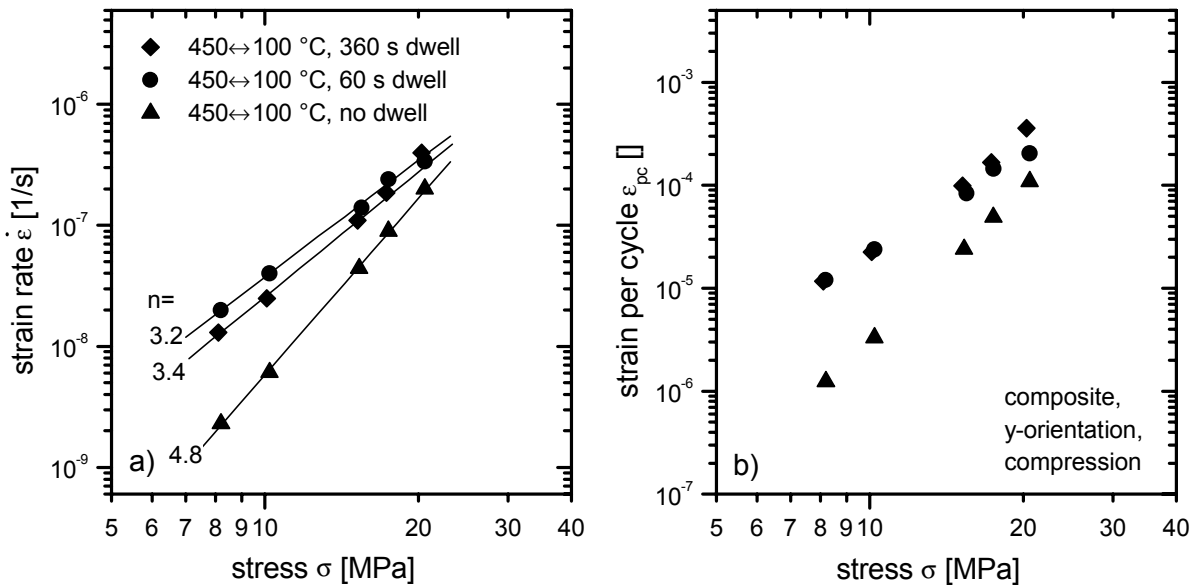 450↔100 °C, 360 s dwell
450↔100 °C, 60 s dwell
450↔100 °C, no dwell
strain rate ε̇ [1/s]
10⁻⁶
10⁻⁷
10⁻⁸
10⁻⁹
n=
3.2
3.4
4.8
a)
5 6 7 8 9 10 20 30 40
stress σ [MPa]
strain per cycle εpc []
10⁻³
10⁻⁴
10⁻⁵
10⁻⁶
10⁻⁷
composite,
y-orientation,
compression
b)
5 6 7 8 9 10 20 30 40
stress σ [MPa]